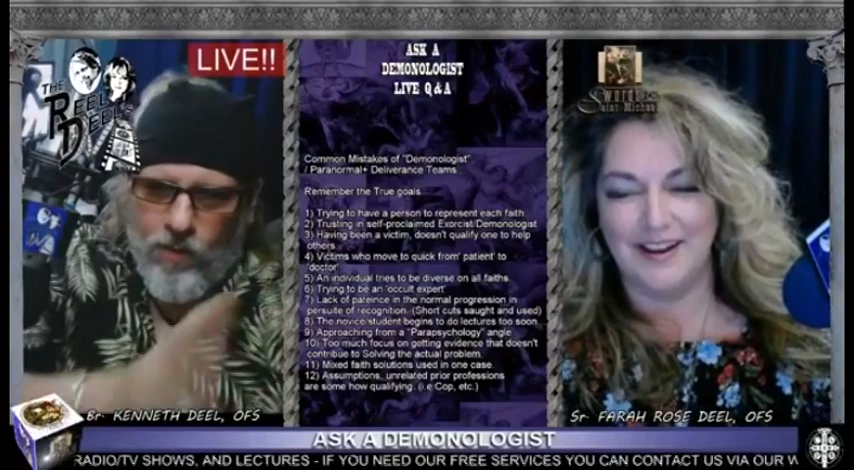 THE
REEL
DEEL'S
LIVE!!
ASK A
DEMONOLOGIST
LIVE Q&A
Swords of
Saint-Michael
Common Mistakes of "Demonologist"
/ Paranormal+ Deliverance Teams .
Remember the True goals
1) Trying to have a person to represent each faith.
2) Trusting in self-proclaimed Exorcist/Demonologist
3) Having been a victim, doesn't qualify one to help
others.
4) Victims who move to quick from' patient' to
'doctor'
5) An individual tries to be diverse on all faiths.
6) Trying to be an 'occult expert'
7) Lack of pareince in the normal progression in
persuite of recognition. (Short cuts saught and used)
8) The novice/student begins to do lectures too soon.
9) Approaching from a "Parapsychology" angle
10) Too much focus on getting evidence that doesn't
contribue to Solving the actual problem.
11) Mixed faith solutions used in one case.
12) Assumptions, unrelated prior professions
are some how qualifying. (i.e Cop, etc.)
Br. KENNETH DEEL, OFS
Sr. FARAH ROSE DEEL, OFS
ASK A DEMONOLOGIST
RADIO/TV SHOWS, AND LECTURES - IF YOU NEED OUR FREE SERVICES YOU CAN CONTACT US VIA OUR W